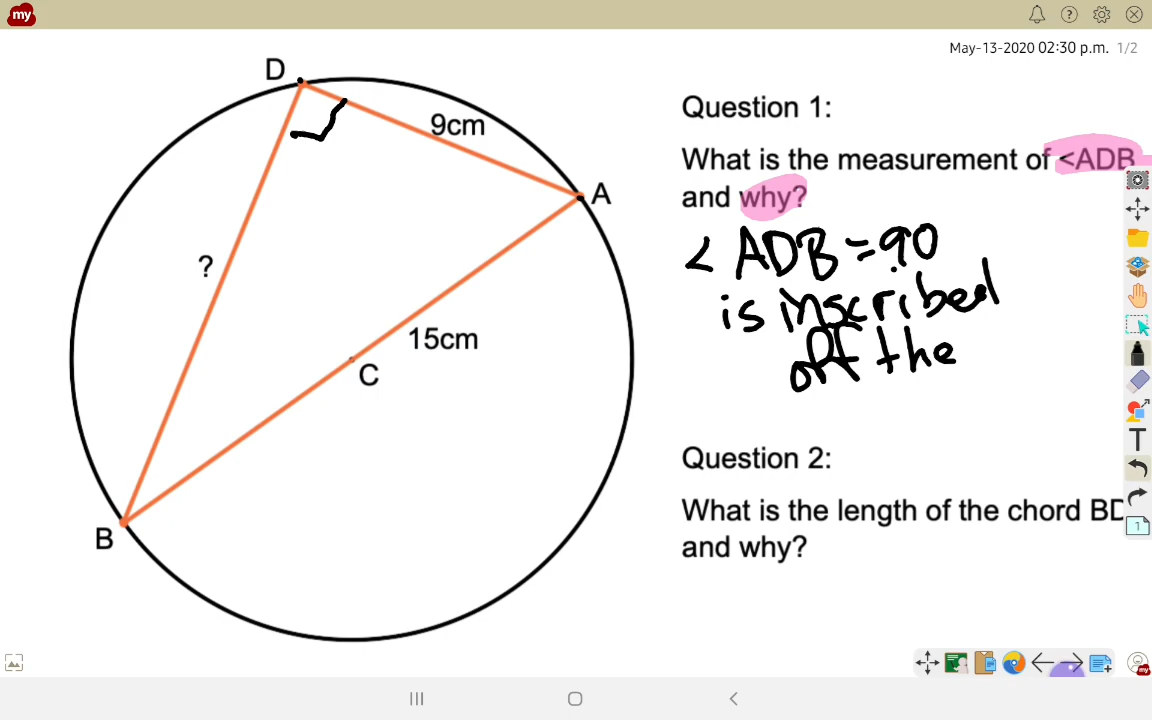 my
May-13-2020 02:30 p.m. 1/2
D
9cm
A
?
15cm
C
B
Question 1:
What is the measurement of <ADB
and why?
< ADB = 90
is inscribed
off the
Question 2:
What is the length of the chord BD
and why?
T
1
my